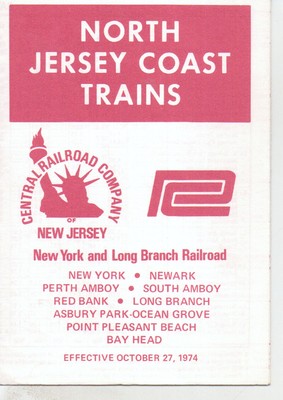 NORTH
JERSEY COAST
TRAINS
CENTRAL RAILROAD COMPANY
OF
NEW JERSEY
New York and Long Branch Railroad
NEW YORK • NEWARK
PERTH AMBOY • SOUTH AMBOY
RED BANK • LONG BRANCH
ASBURY PARK-OCEAN GROVE
POINT PLEASANT BEACH
BAY HEAD
EFFECTIVE OCTOBER 27, 1974